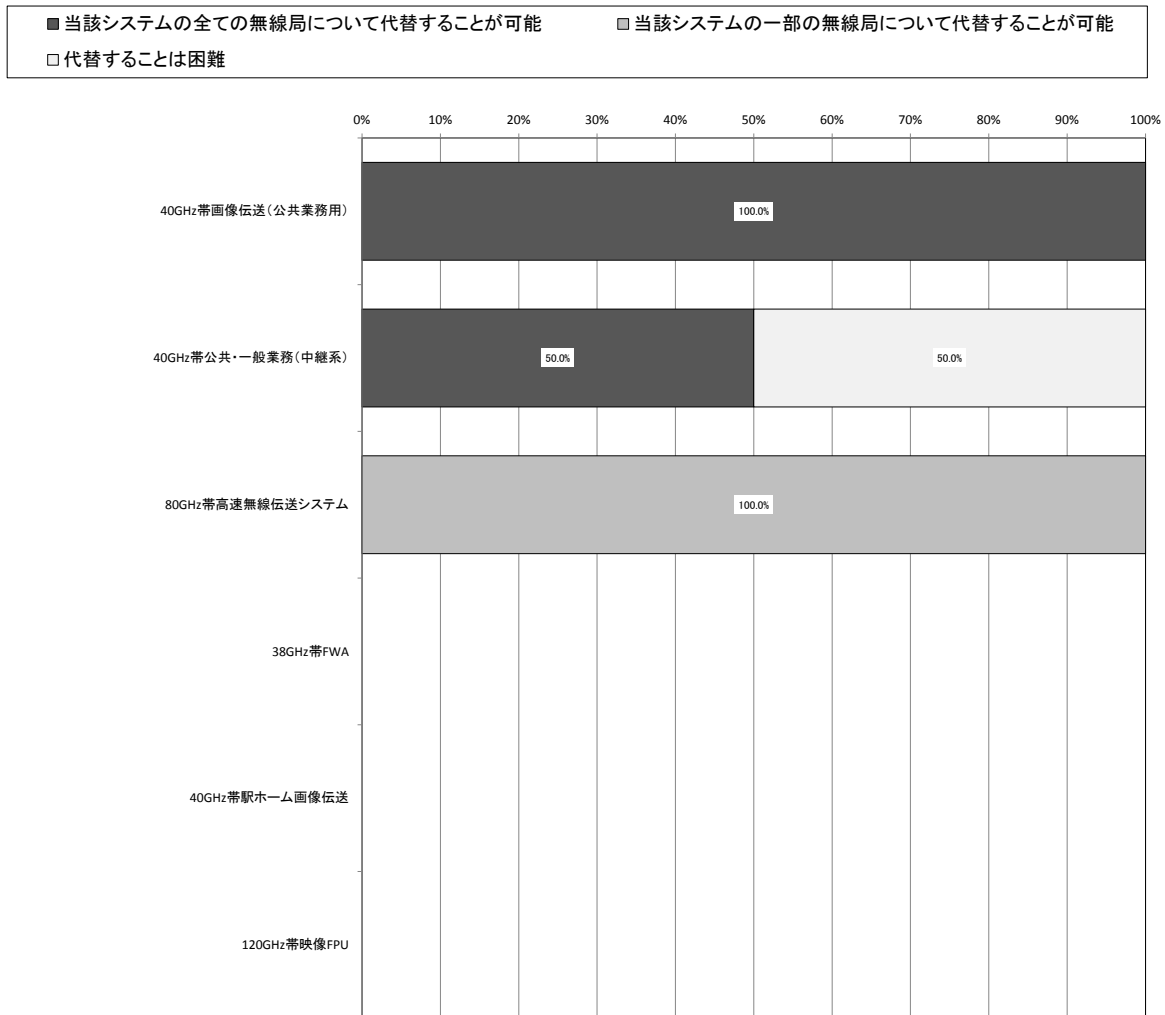 ■当該システムの全ての無線局について代替することが可能 ■当該システムの一部の無線局について代替することが可能
□代替することは困難
0% 10% 20% 30% 40% 50% 60% 70% 80% 90% 100%
40GHz帯画像伝送(公共業務用) 100.0%
40GHz帯公共・一般業務(中継系) 50.0% 50.0%
80GHz帯高速無線伝送システム 100.0%
38GHz帯FWA
40GHz帯駅ホーム画像伝送
120GHz帯映像FPU